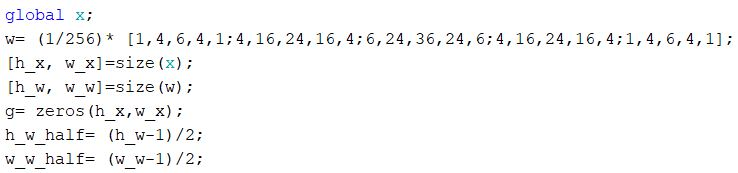 global x;
w= (1/256)* [1,4,6,4,1;4,16,24,16,4;6,24,36,24,6;4,16,24,16,4;1,4,6,4,1];
[h_x, w_x]=size(x);
[h_w, w_w]=size(w);
g= zeros(h_x,w_x);
h_w_half= (h_w-1)/2;
w_w_half= (w_w-1)/2;